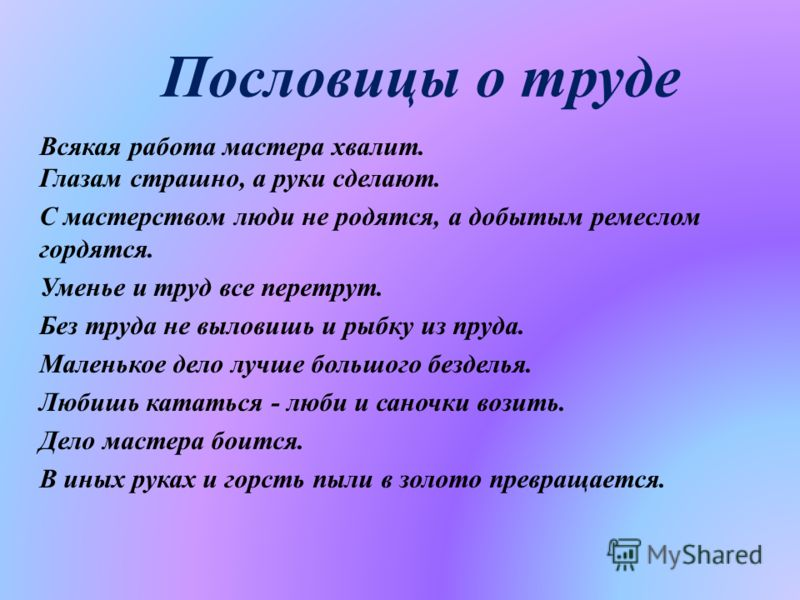 Пословицы о труде
Всякая работа мастера хвалит.
Глазам страшно, а руки сделают.
С мастерством люди не родятся, а добытым ремеслом
гордятся.
Уменье и труд все перетрут.
Без труда не выловишь и рыбку из пруда.
Маленькое дело лучше большого безделья.
Любишь кататься - люби и саночки возить.
Дело мастера боится.
В иных руках и горсть пыли в золото превращается.
MyShared